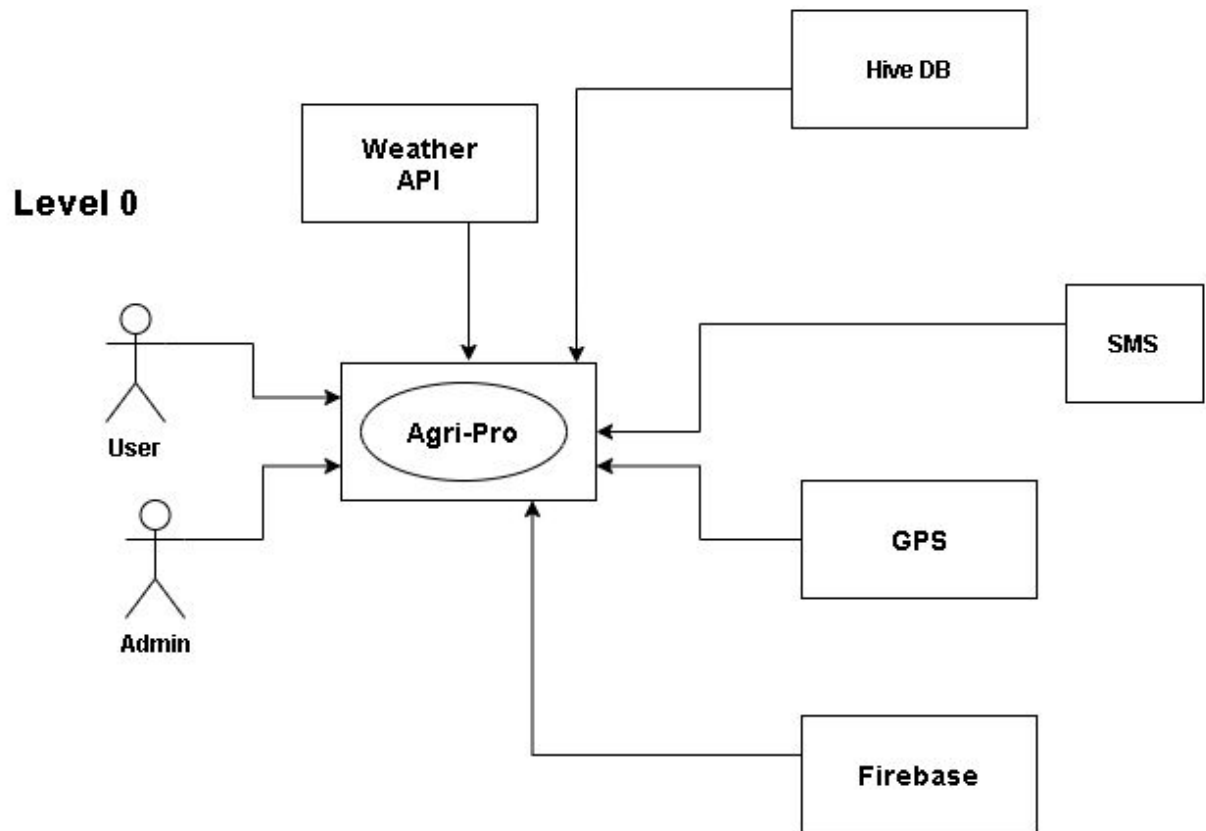 Hive DB
Weather
API
Level 0
SMS
User
Agri-Pro
GPS
Admin
Firebase